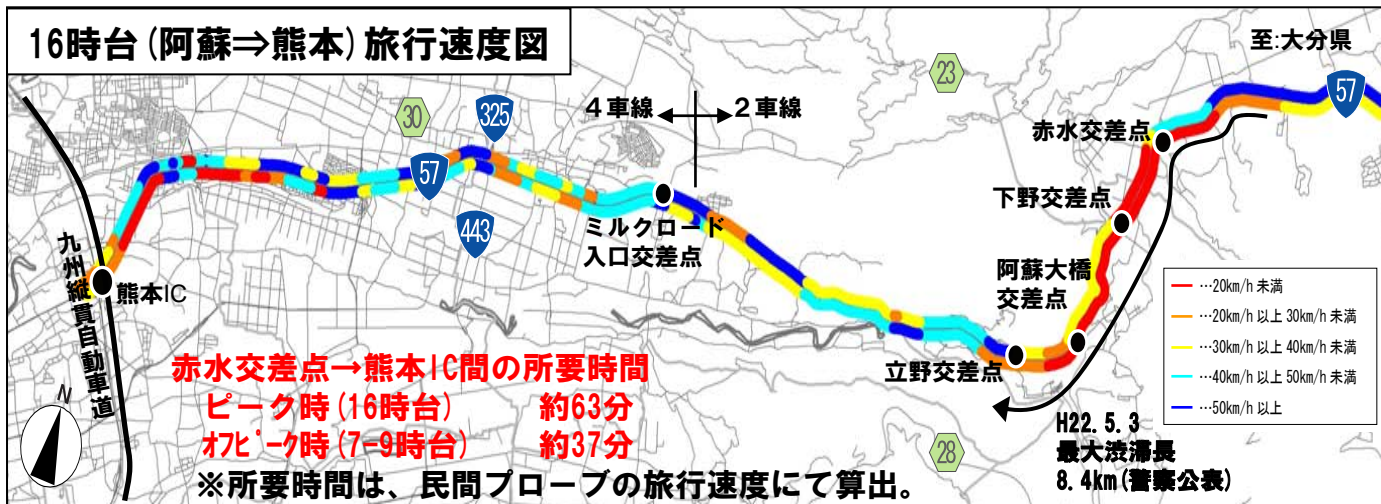 16時台(阿蘇⇒熊本)旅行速度図
至:大分県
23
57
30
325
4車線
2車線
赤水交差点
57
下野交差点
443
ミルクロード
入口交差点
阿蘇大橋
交差点
九州縦貫自動車道
熊本IC
…20km/h 未満
…20km/h 以上 30km/h 未満
…30km/h 以上 40km/h 未満
…40km/h 以上 50km/h 未満
…50km/h 以上
立野交差点
赤水交差点→熊本IC間の所要時間
ピーク時(16時台) 約63分
オフピーク時(7-9時台) 約37分
※所要時間は、民間プローブの旅行速度にて算出。
N
28
H22.5.3
最大渋滞長
8.4km(警察公表)